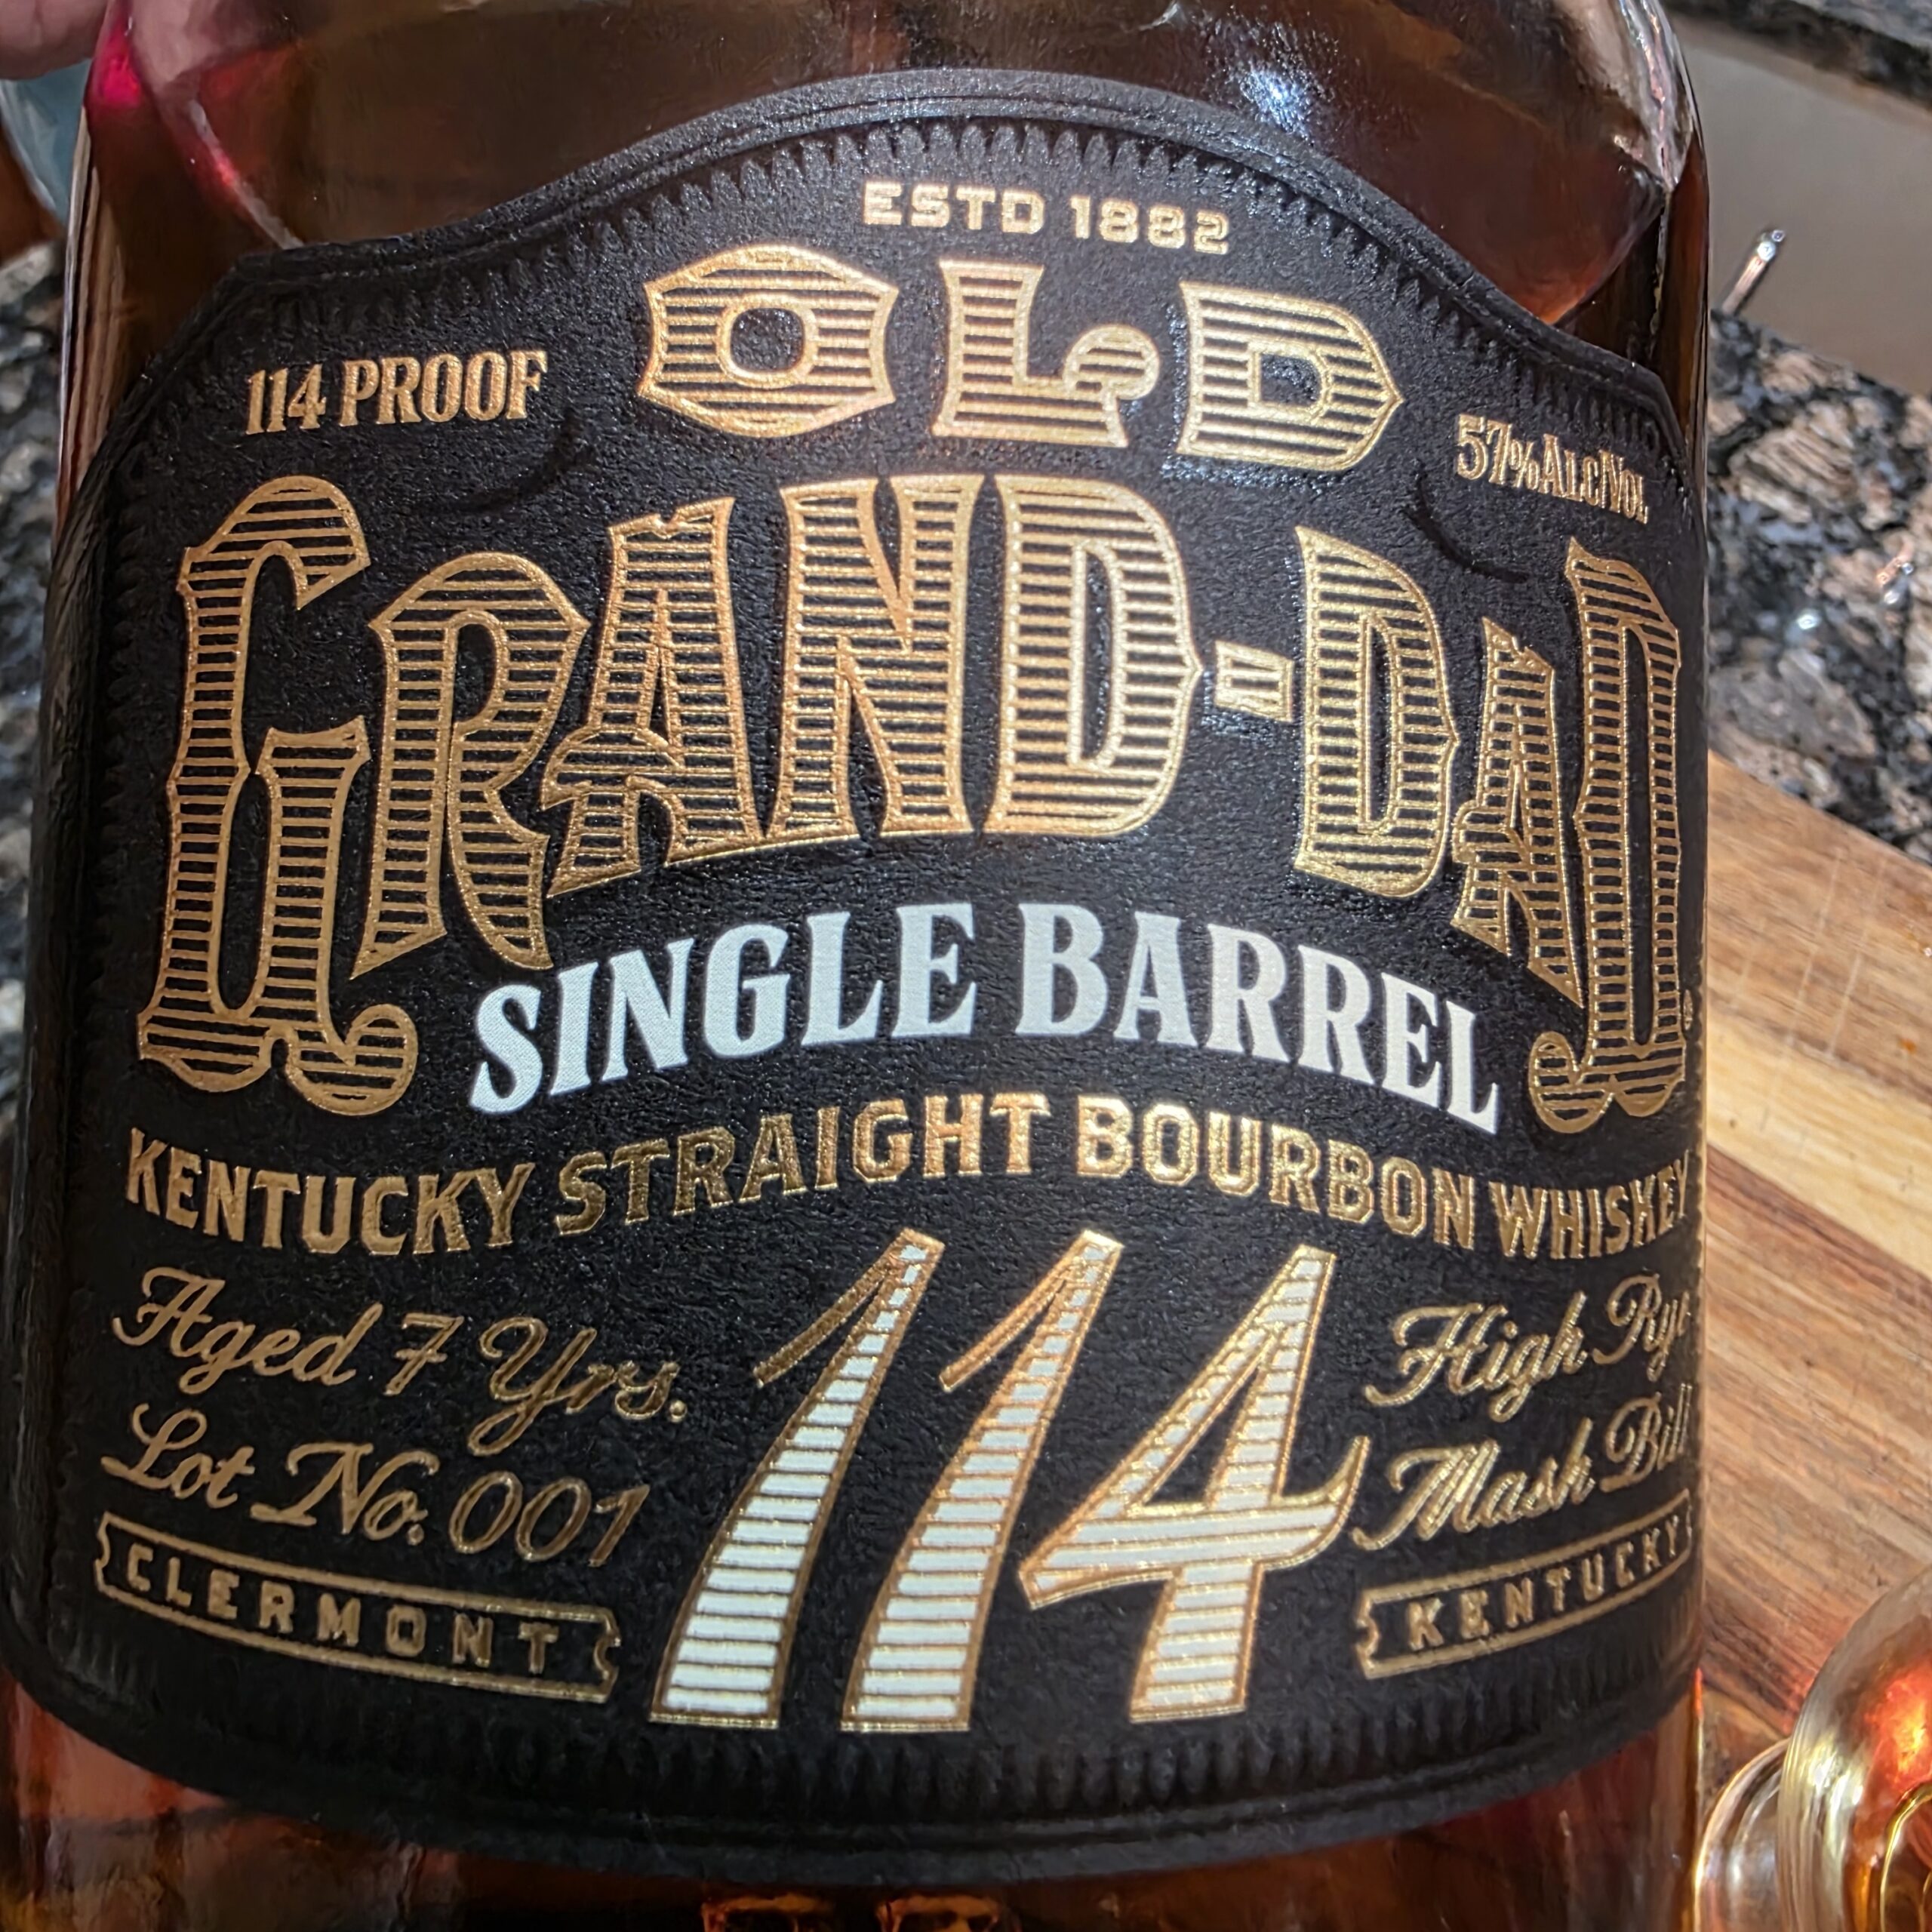 ESTD 1882
OLD
114 PROOF
57% ALC/VOL
GRAND-DAD
SINGLE BARREL
KENTUCKY STRAIGHT BOURBON WHISKEY
Aged 7 Yrs.
Lot No. 001
CLERMONT
114
High Rye
Mash Bill
KENTUCKY